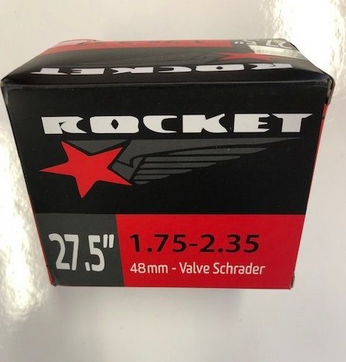 ROCKET
27.5"
1.75-2.35
48mm - Valve Schrader